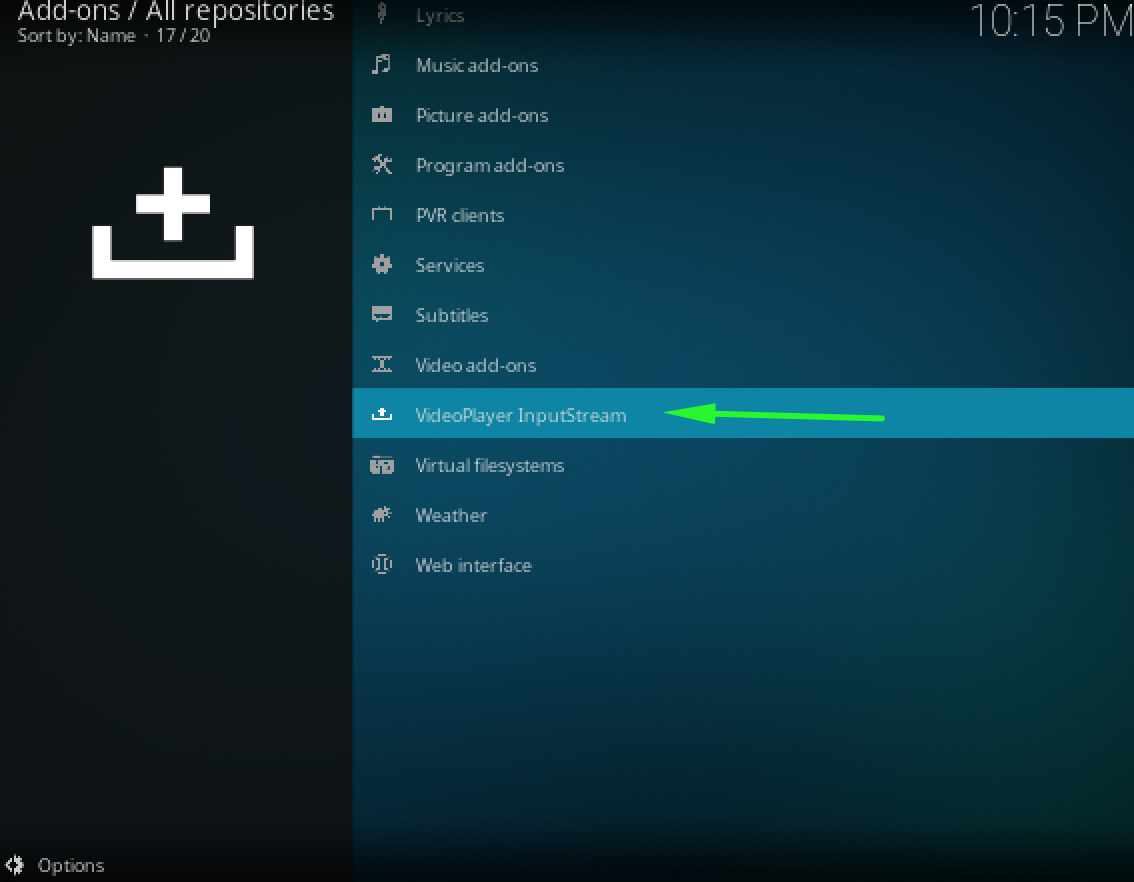 Add-ons / All repositories
Sort by: Name · 17 / 20
10:15 PM
Lyrics
Music add-ons
Picture add-ons
Program add-ons
PVR clients
Services
Subtitles
Video add-ons
VideoPlayer InputStream
Virtual filesystems
Weather
Web interface
Options